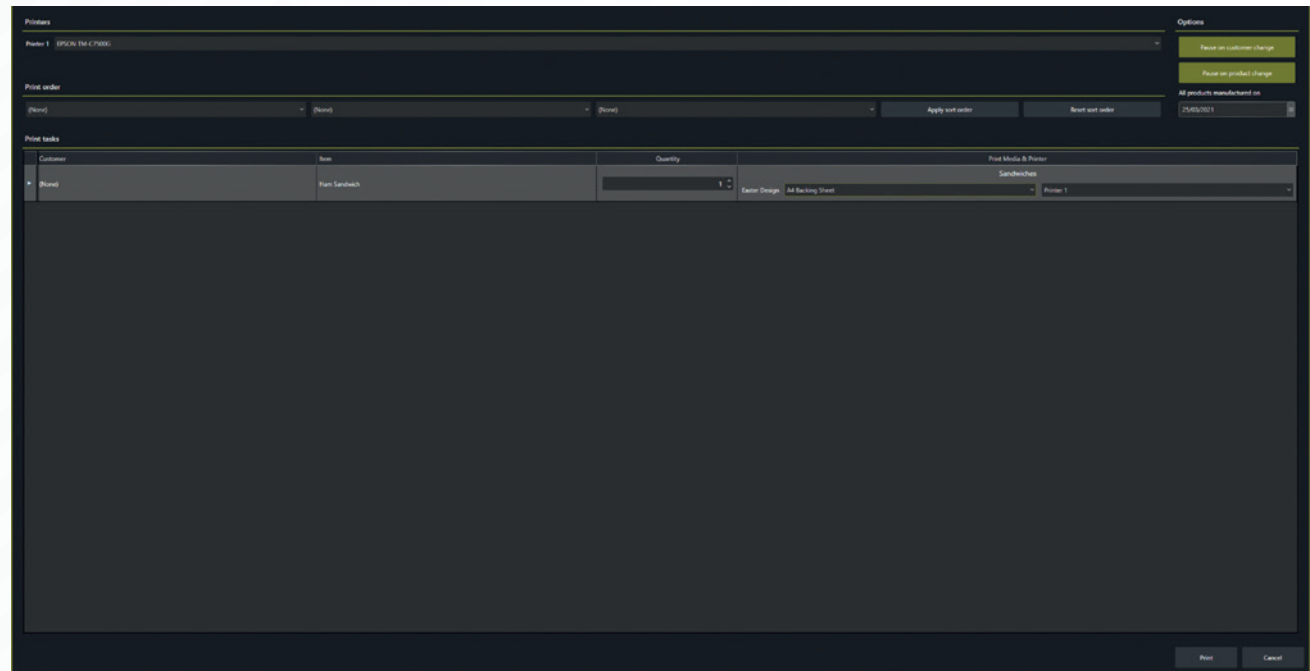 Printers
Options
Printer 1 EPSON TM-C7500G
Pause on customer change
Pause on product change
Print order
All products manufactured on
(None) (None) (None) Apply sort order Reset sort order 25/03/2021
Print tasks
Customer Item Quantity Print Media & Printer
Sandwiches
(None) Ham Sandwich 1
Easter Design A4 Backing Sheet Printer 1
Print Cancel